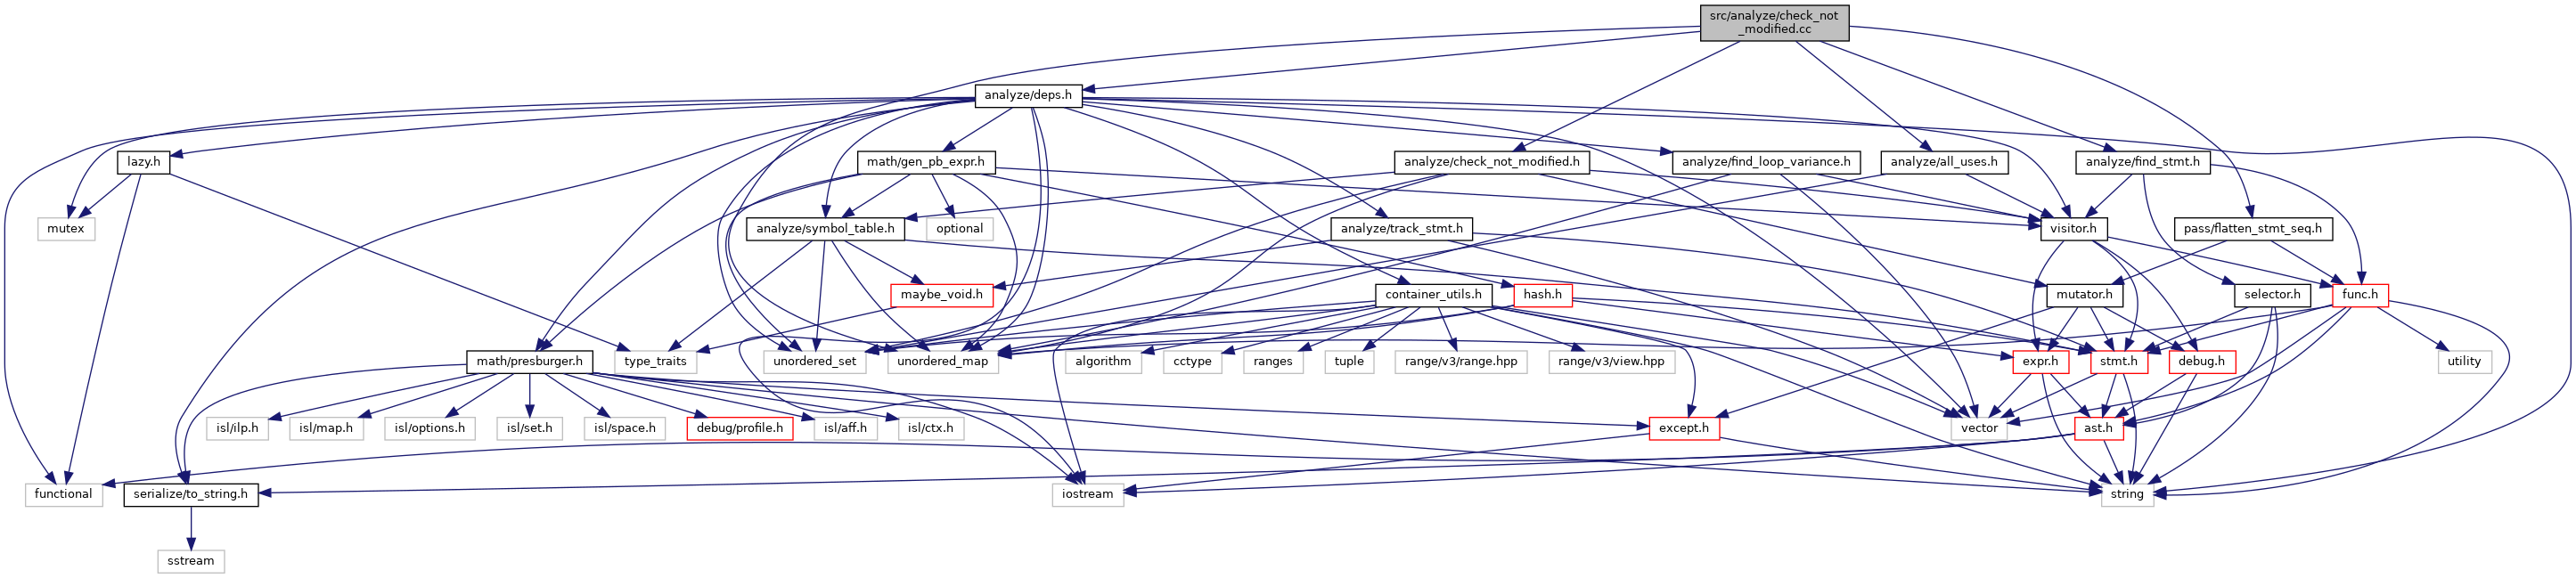 src/analyze/check_not
_modified.cc
analyze/deps.h
lazy.h
math/gen_pb_expr.h
analyze/check_not_modified.h
analyze/find_loop_variance.h
analyze/all_uses.h
analyze/find_stmt.h
mutex
analyze/symbol_table.h
optional
analyze/track_stmt.h
visitor.h
pass/flatten_stmt_seq.h
maybe_void.h
container_utils.h
hash.h
mutator.h
selector.h
func.h
math/presburger.h
type_traits
unordered_set
unordered_map
algorithm
cctype
ranges
tuple
range/v3/range.hpp
range/v3/view.hpp
expr.h
stmt.h
debug.h
utility
isl/ilp.h
isl/map.h
isl/options.h
isl/set.h
isl/space.h
debug/profile.h
isl/aff.h
isl/ctx.h
except.h
vector
ast.h
functional
serialize/to_string.h
iostream
string
sstream